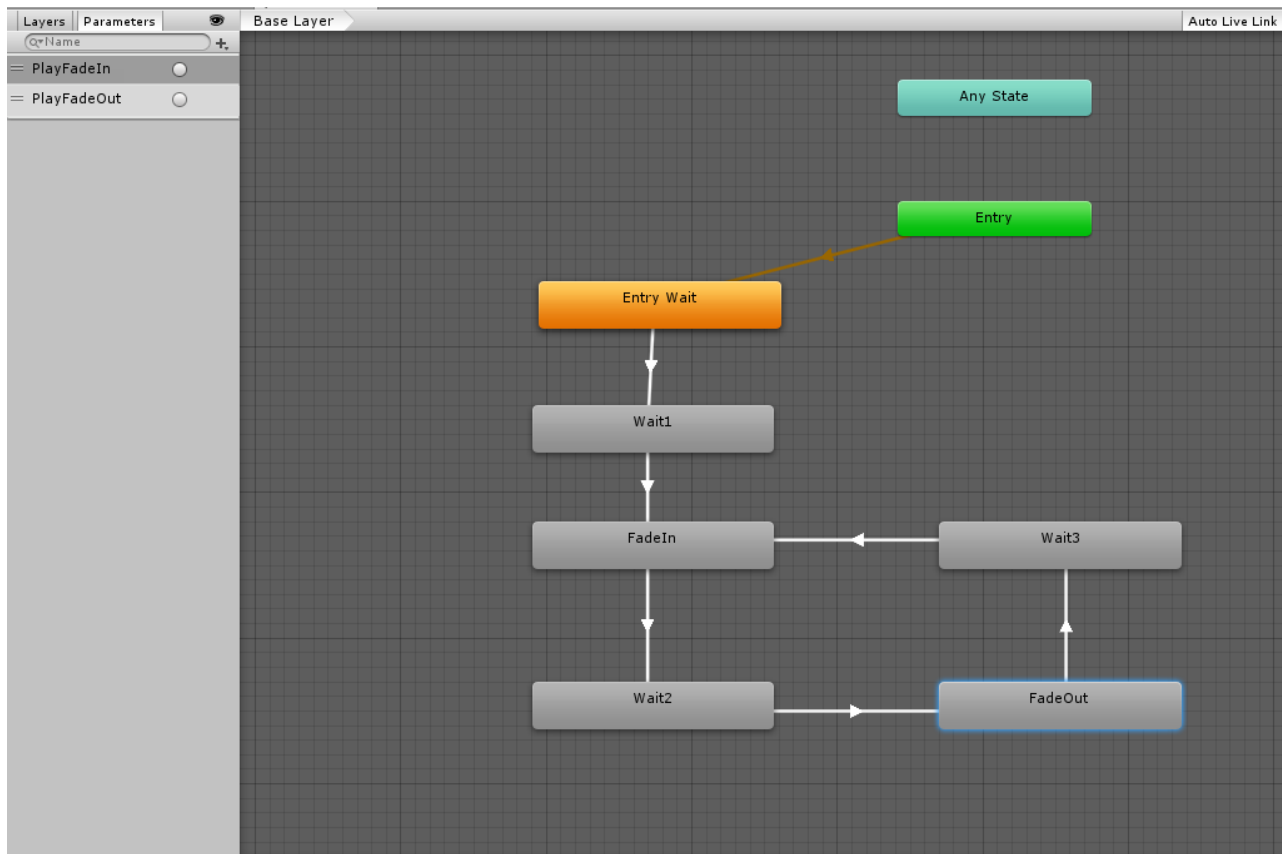 Layers Parameters
Base Layer
Auto Live Link
Name
PlayFadeIn
PlayFadeOut
Any State
Entry
Entry Wait
Wait1
FadeIn
Wait3
Wait2
FadeOut